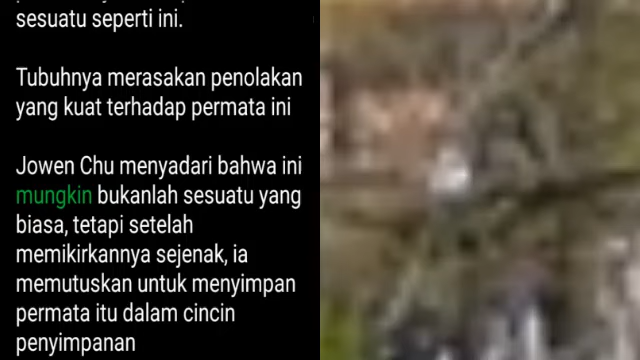 sesuatu seperti ini.
Tubuhnya merasakan penolakan
yang kuat terhadap permata ini
Jowen Chu menyadari bahwa ini
mungkin bukanlah sesuatu yang
biasa, tetapi setelah
memikirkannya sejenak, ia
memutuskan untuk menyimpan
permata itu dalam cincin
penyimpanan